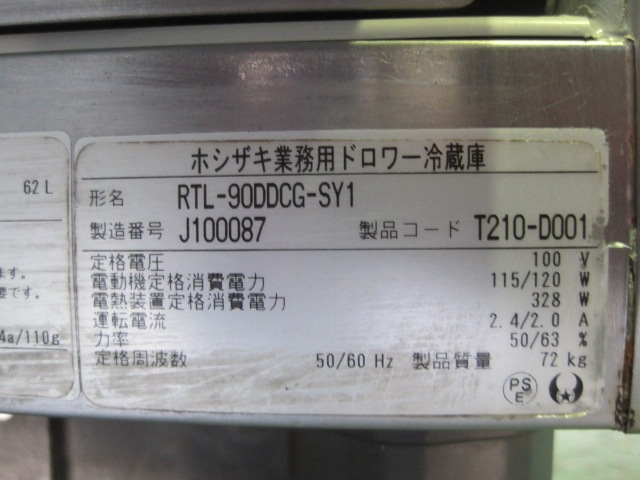 ホシザキ業務用ドロワー冷蔵庫
形名 RTL-90DDCG-SY1
製造番号 J100087 製品コード T210-D001
定格電圧 100 V
電動機定格消費電力 115/120 W
電熱装置定格消費電力 328 W
運転電流 2.4/2.0 A
力率 50/63 %
定格周波数 50/60 Hz 製品質量 72 kg
PS
E
62 L
ます。
要です。
4a/110g